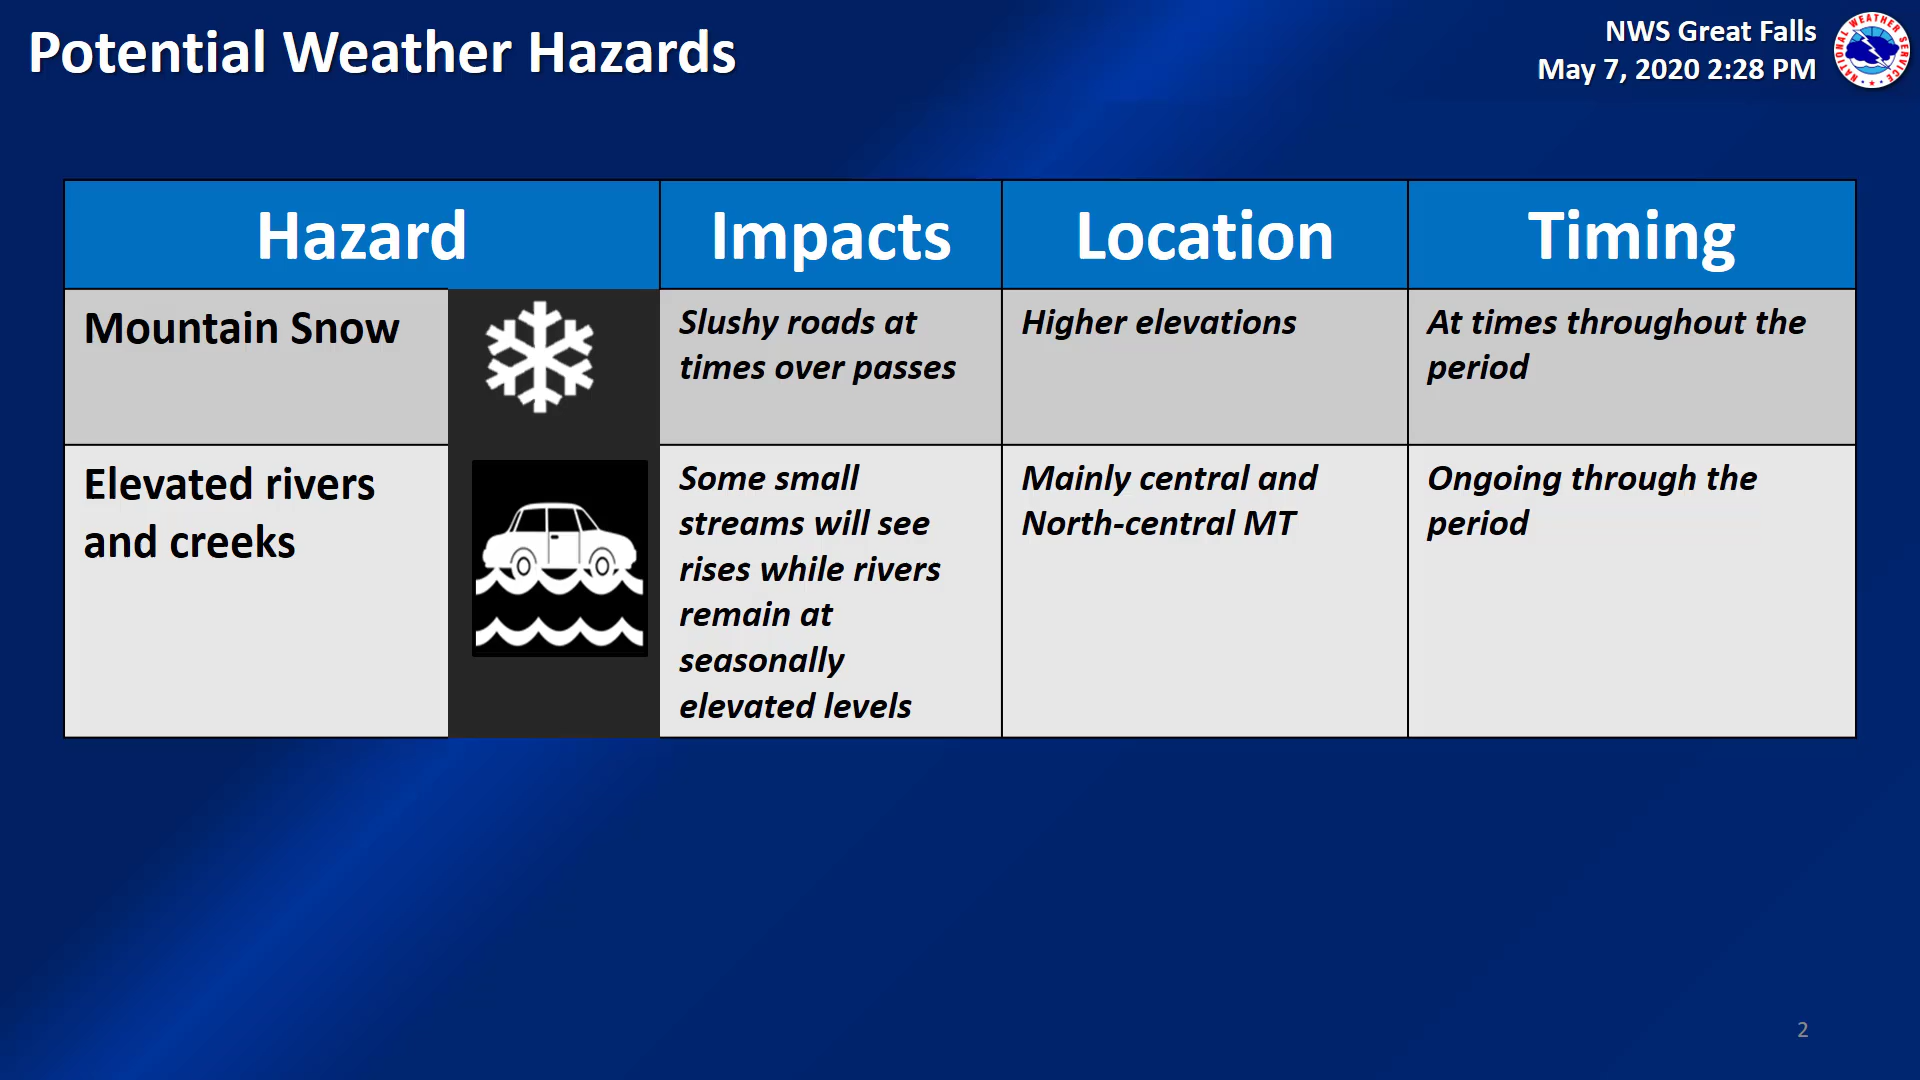 Potential Weather Hazards
NWS Great Falls
May 7, 2020 2:28 PM
NATIONAL WEATHER SERVICE
Hazard
Impacts
Location
Timing
Mountain Snow
Slushy roads at
times over passes
Higher elevations
At times throughout the
period
Elevated rivers
and creeks
Some small
streams will see
rises while rivers
remain at
seasonally
elevated levels
Mainly central and
North-central MT
Ongoing through the
period
2